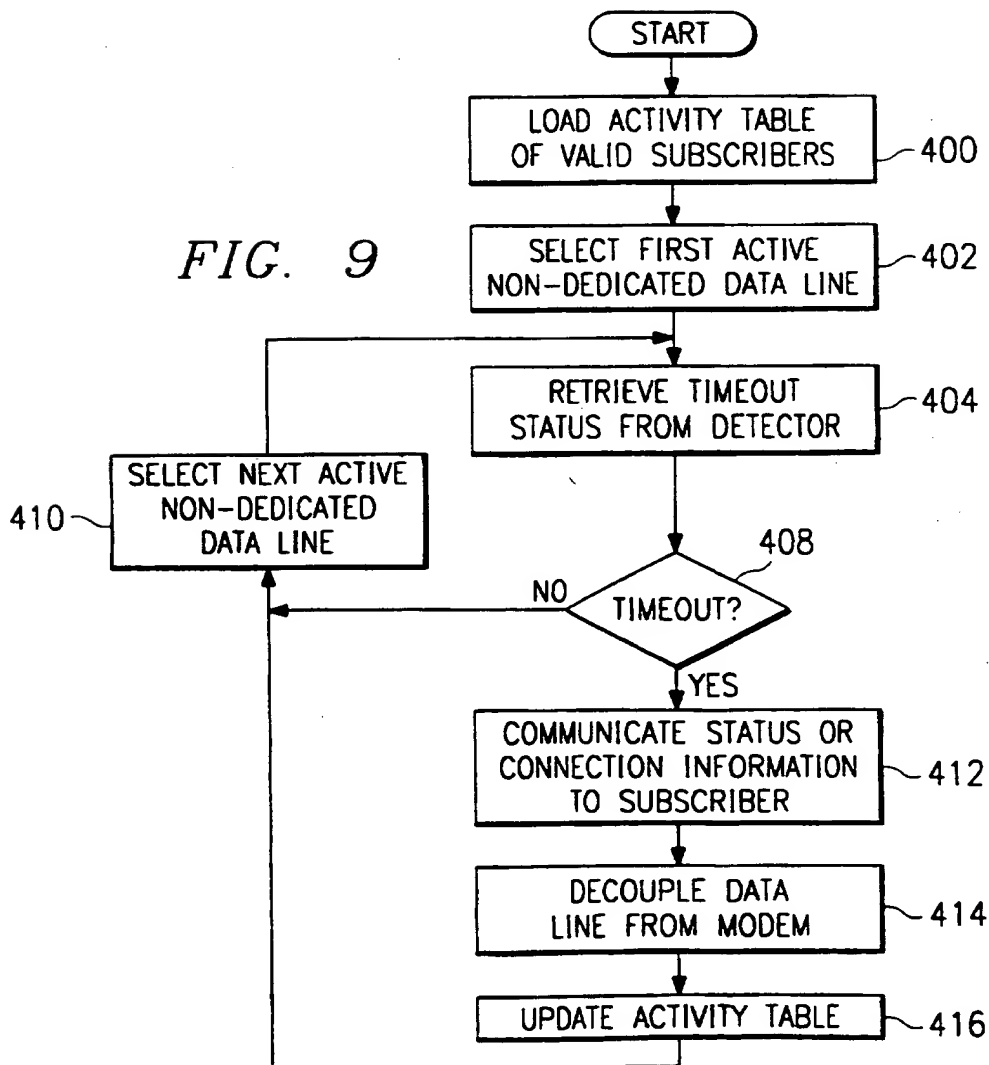 START
LOAD ACTIVITY TABLE
OF VALID SUBSCRIBERS
400
FIG. 9
SELECT FIRST ACTIVE
NON-DEDICATED DATA LINE
402
RETRIEVE TIMEOUT
STATUS FROM DETECTOR
404
SELECT NEXT ACTIVE
NON-DEDICATED
DATA LINE
410
408
NO
TIMEOUT?
YES
COMMUNICATE STATUS OR
CONNECTION INFORMATION
TO SUBSCRIBER
412
DECOUPLE DATA
LINE FROM MODEM
414
UPDATE ACTIVITY TABLE
416